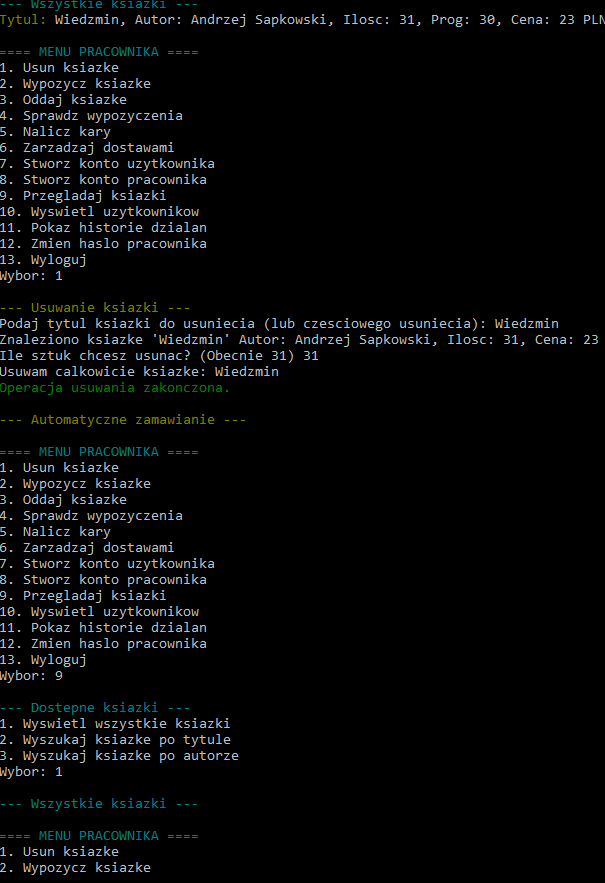 --- Wszystkie ksiazki ---
Tytul: Wiedzmin, Autor: Andrzej Sapkowski, Ilosc: 31, Prog: 30, Cena: 23 PLN
==== MENU PRACOWNIKA ====
1. Usun ksiazke
2. Wypozycz ksiazke
3. Oddaj ksiazke
4. Sprawdz wypozyczenia
5. Nalicz kary
6. Zarzadzaj dostawami
7. Stworz konto uzytkownika
8. Stworz konto pracownika
9. Przegladaj ksiazki
10. Wyswietl uzytkownikow
11. Pokaz historie dzialan
12. Zmien haslo pracownika
13. Wyloguj
Wybor: 1
--- Usuwanie ksiazki ---
Podaj tytul ksiazki do usuniecia (lub czesciowego usuniecia): Wiedzmin
Znaleziono ksiazke 'Wiedzmin' Autor: Andrzej Sapkowski, Ilosc: 31, Cena: 23
Ile sztuk chcesz usunac? (Obecnie 31) 31
Usuwam calkowicie ksiazke: Wiedzmin
Operacja usuwania zakonczona.
--- Automatyczne zamawianie ---
==== MENU PRACOWNIKA ====
1. Usun ksiazke
2. Wypozycz ksiazke
3. Oddaj ksiazke
4. Sprawdz wypozyczenia
5. Nalicz kary
6. Zarzadzaj dostawami
7. Stworz konto uzytkownika
8. Stworz konto pracownika
9. Przegladaj ksiazki
10. Wyswietl uzytkownikow
11. Pokaz historie dzialan
12. Zmien haslo pracownika
13. Wyloguj
Wybor: 9
--- Dostepne ksiazki ---
1. Wyswietl wszystkie ksiazki
2. Wyszukaj ksiazke po tytule
3. Wyszukaj ksiazke po autorze
Wybor: 1
--- Wszystkie ksiazki ---
==== MENU PRACOWNIKA ====
1. Usun ksiazke
2. Wypozycz ksiazke